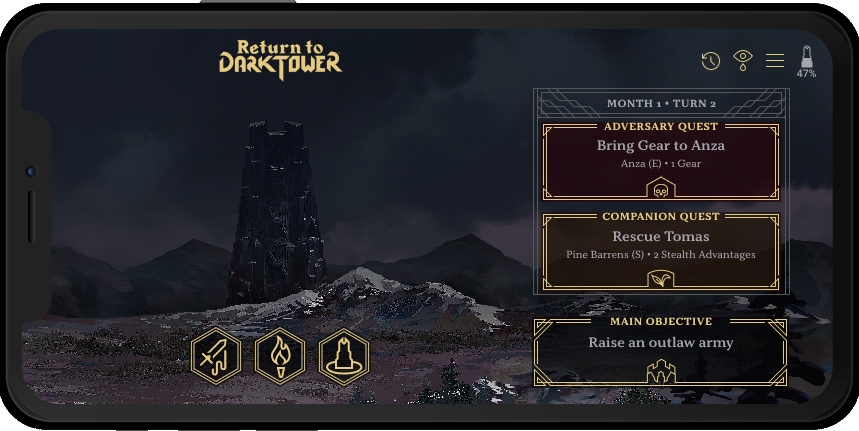 Return to
DARKTOWER
47%
MONTH 1 • TURN 2
ADVERSARY QUEST
Bring Gear to Anza
Anza (E) • 1 Gear
COMPANION QUEST
Rescue Tomas
Pine Barrens (S) • 2 Stealth Advantages
MAIN OBJECTIVE
Raise an outlaw army